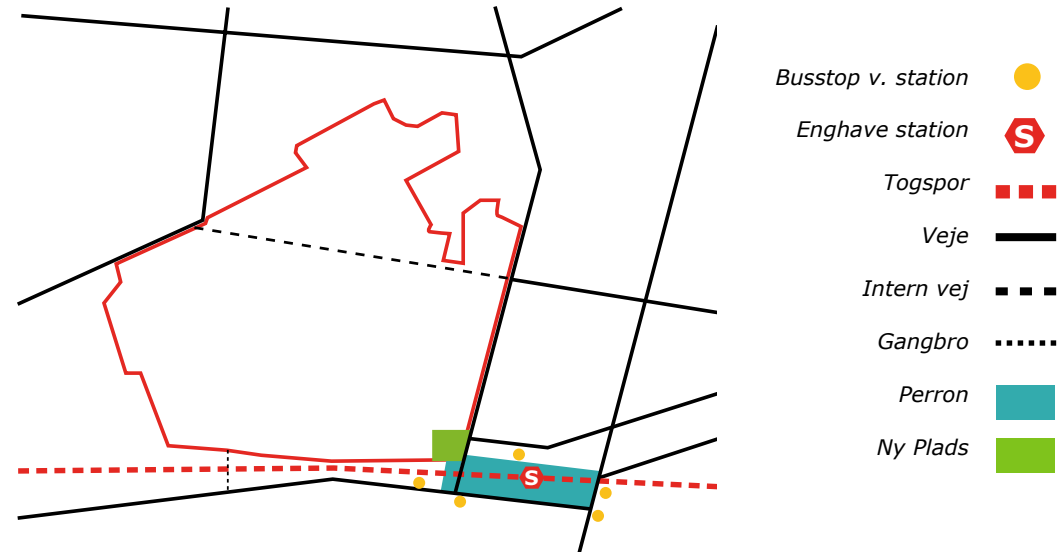 Busstop v. station
Enghave station
S
Togspor
Veje
Intern vej
Gangbro
Perron
Ny Plads
S